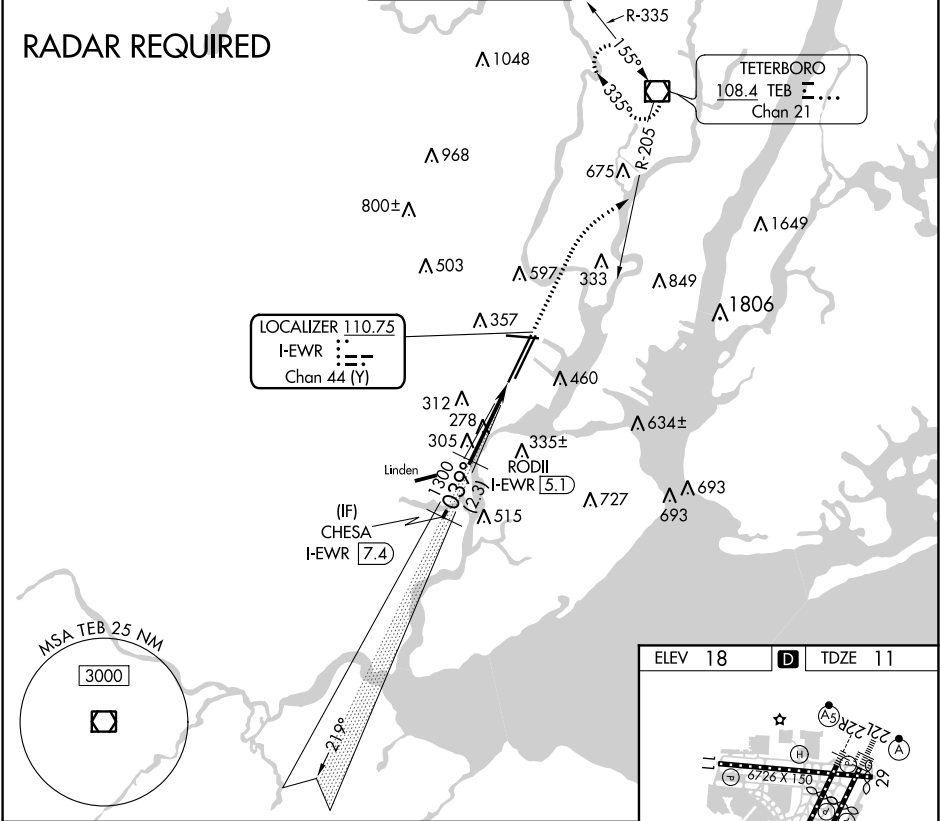 RADAR REQUIRED
R-335
155°
335°
TETERBORO
108.4 TEB
Chan 21
R-205
1048
968
675
800±
1649
503
597
333
849
1806
357
LOCALIZER 110.75
I-EWR
Chan 44 (Y)
460
312
278
634±
305
335±
Linden
1300
039°
(2.3)
RODII
I-EWR 5.1
727
693
693
515
(IF)
CHESA
I-EWR 7.4
219°
MSA TEB 25 NM
3000
ELEV 18 D TDZE 11
A5
22R
22L
A
H
11
P
6726 X 150
29
P